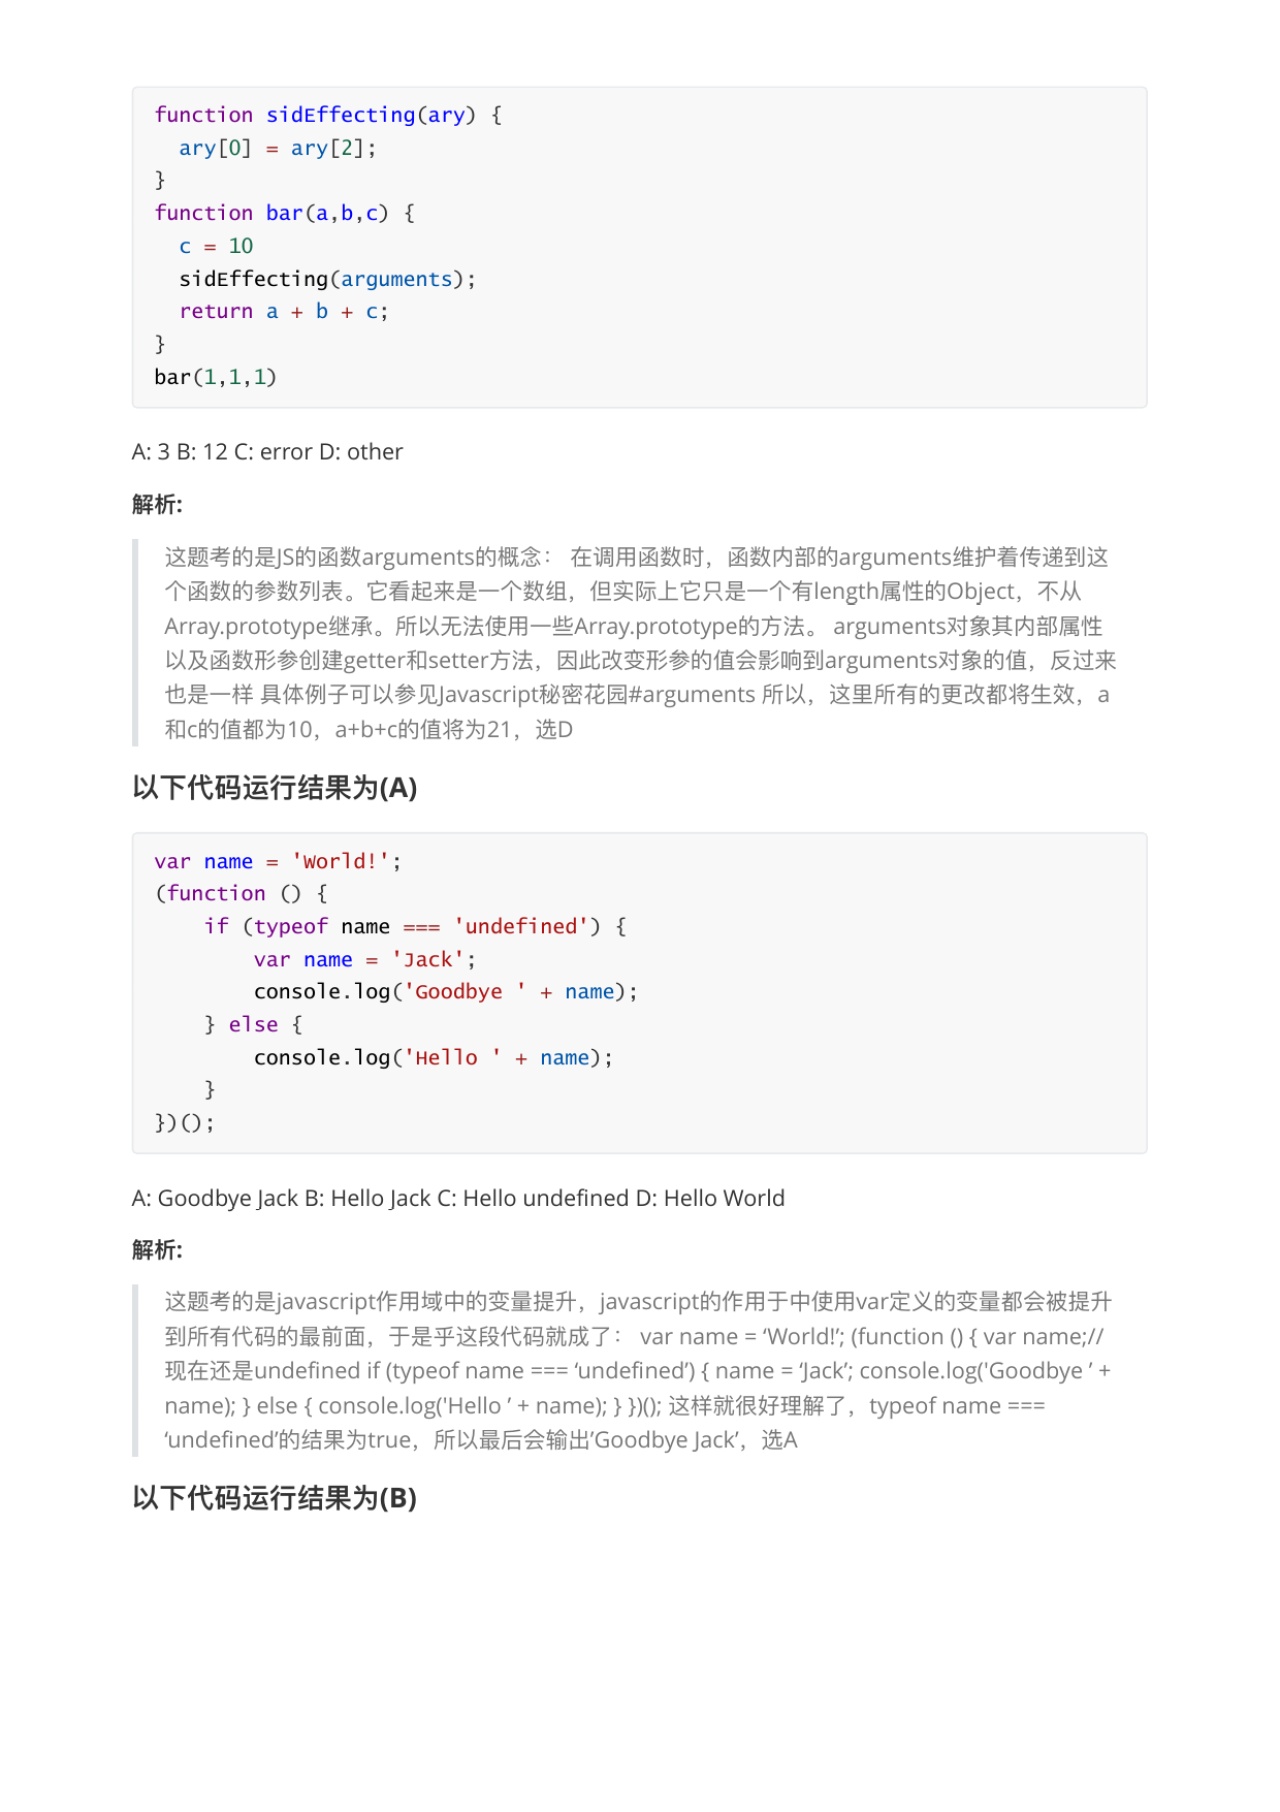 function sidEffecting(ary) {
  ary[0] = ary[2];
}
function bar(a,b,c) {
  c = 10
  sidEffecting(arguments);
  return a + b + c;
}
bar(1,1,1)
A: 3 B: 12 C: error D: other
解析:
这题考的是JS的函数arguments的概念： 在调用函数时，函数内部的arguments维护着传递到这
个函数的参数列表。它看起来是一个数组，但实际上它只是一个有length属性的Object，不从
Array.prototype继承。所以无法使用一些Array.prototype的方法。 arguments对象其内部属性
以及函数形参创建getter和setter方法，因此改变形参的值会影响到arguments对象的值，反过来
也是一样 具体例子可以参见Javascript秘密花园#arguments 所以，这里所有的更改都将生效，a
和c的值都为10，a+b+c的值将为21，选D
以下代码运行结果为(A)
var name = 'World!';
(function () {
    if (typeof name === 'undefined') {
        var name = 'Jack';
        console.log('Goodbye ' + name);
    } else {
        console.log('Hello ' + name);
    }
})();
A: Goodbye Jack B: Hello Jack C: Hello undefined D: Hello World
解析:
这题考的是javascript作用域中的变量提升，javascript的作用于中使用var定义的变量都会被提升
到所有代码的最前面，于是乎这段代码就成了： var name = ‘World!’; (function () { var name;//
现在还是undefined if (typeof name === ‘undefined’) { name = ‘Jack’; console.log('Goodbye ’ +
name); } else { console.log('Hello ’ + name); } })(); 这样就很好理解了，typeof name ===
‘undefined’的结果为true，所以最后会输出’Goodbye Jack’，选A
以下代码运行结果为(B)